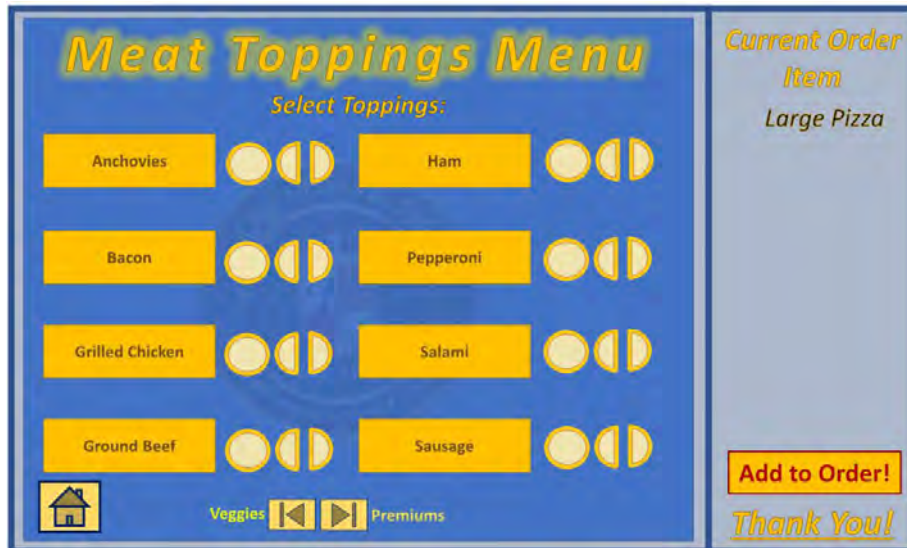 Meat Toppings Menu
Select Toppings:
Anchovies
Ham
Bacon
Pepperoni
Grilled Chicken
Salami
Ground Beef
Sausage
Veggies
Premiums
Current Order
Item
Large Pizza
Add to Order!
Thank You!